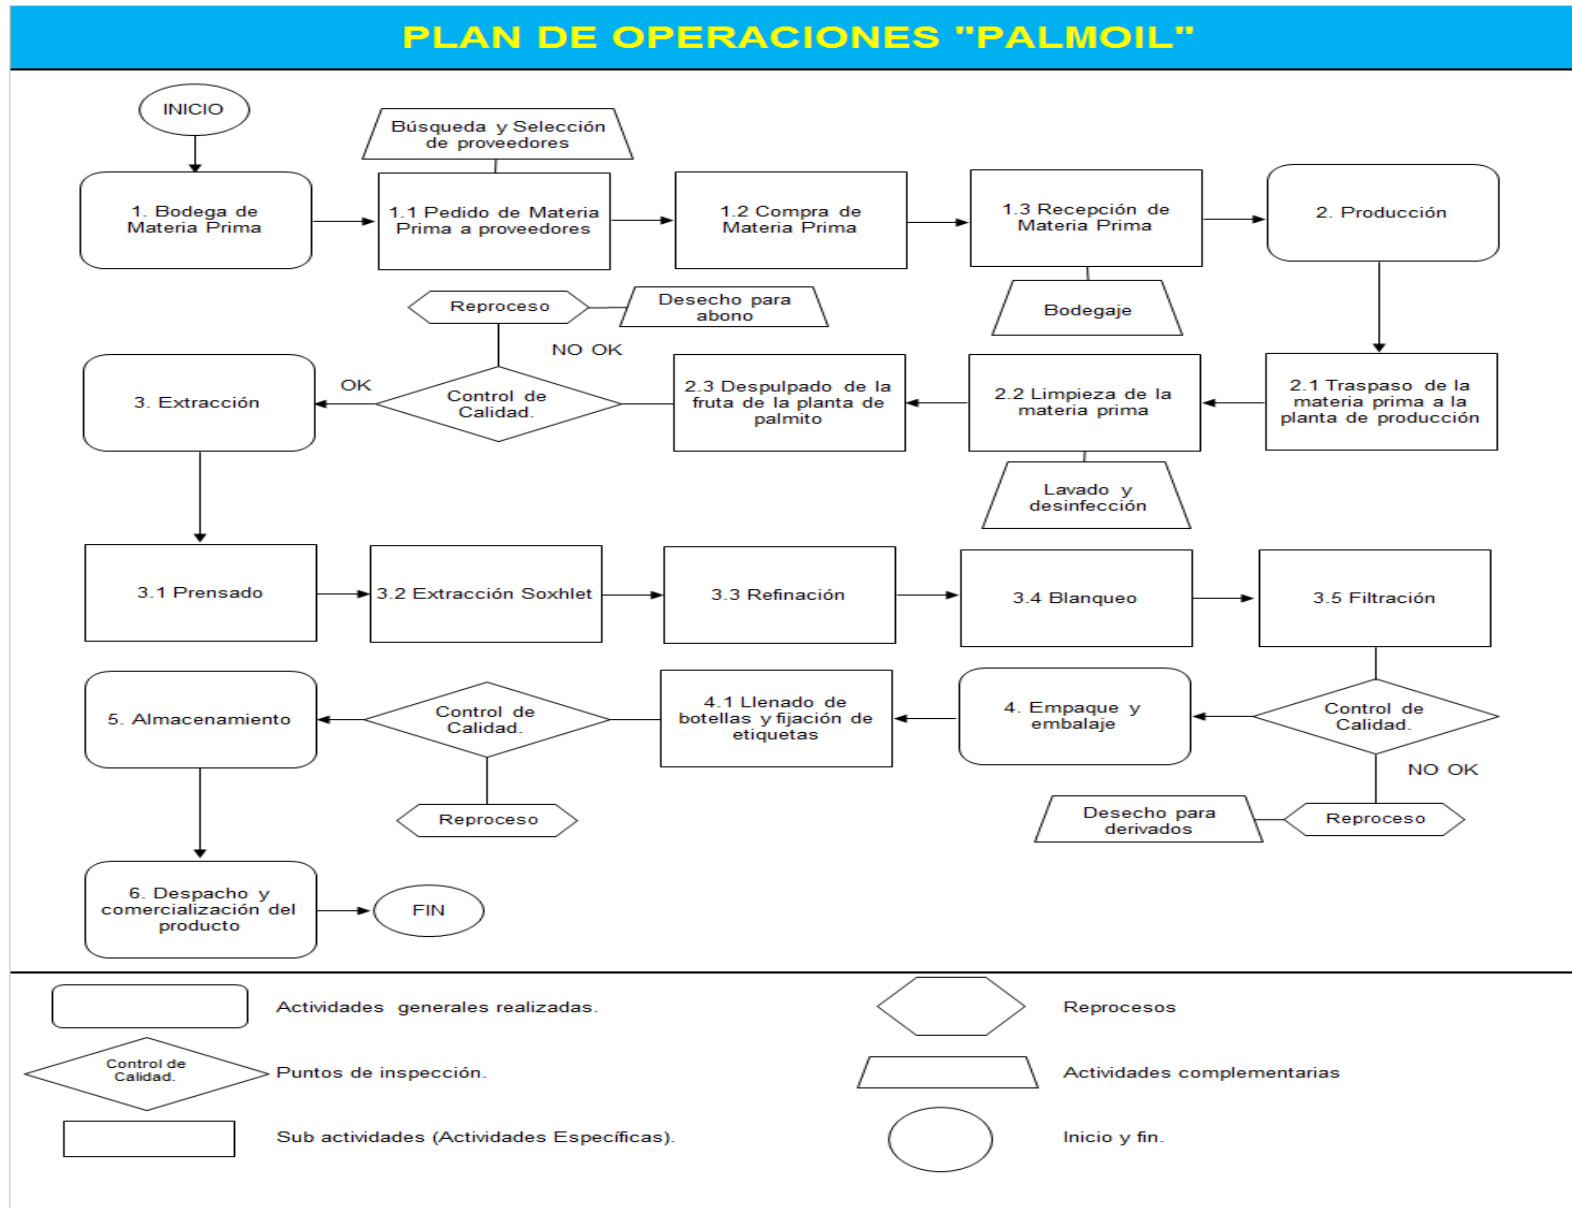 PLAN DE OPERACIONES "PALMOIL"
INICIO
Búsqueda y Selección
de proveedores
1. Bodega de
Materia Prima
1.1 Pedido de Materia
Prima a proveedores
1.2 Compra de
Materia Prima
1.3 Recepción de
Materia Prima
2. Producción
Bodegaje
Reproceso
Desecho para
abono
NO OK
OK
3. Extracción
Control de
Calidad.
2.3 Despulpado de la
fruta de la planta de
palmito
2.2 Limpieza de la
materia prima
2.1 Traspaso de la
materia prima a la
planta de producción
Lavado y
desinfección
3.1 Prensado
3.2 Extracción Soxhlet
3.3 Refinación
3.4 Blanqueo
3.5 Filtración
5. Almacenamiento
Control de
Calidad.
4.1 Llenado de
botellas y fijación de
etiquetas
4. Empaque y
embalaje
Control de
Calidad.
NO OK
Reproceso
Desecho para
derivados
Reproceso
6. Despacho y
comercialización del
producto
FIN
Actividades generales realizadas.
Reprocesos
Control de
Calidad.
Puntos de inspección.
Actividades complementarias
Sub actividades (Actividades Específicas).
Inicio y fin.